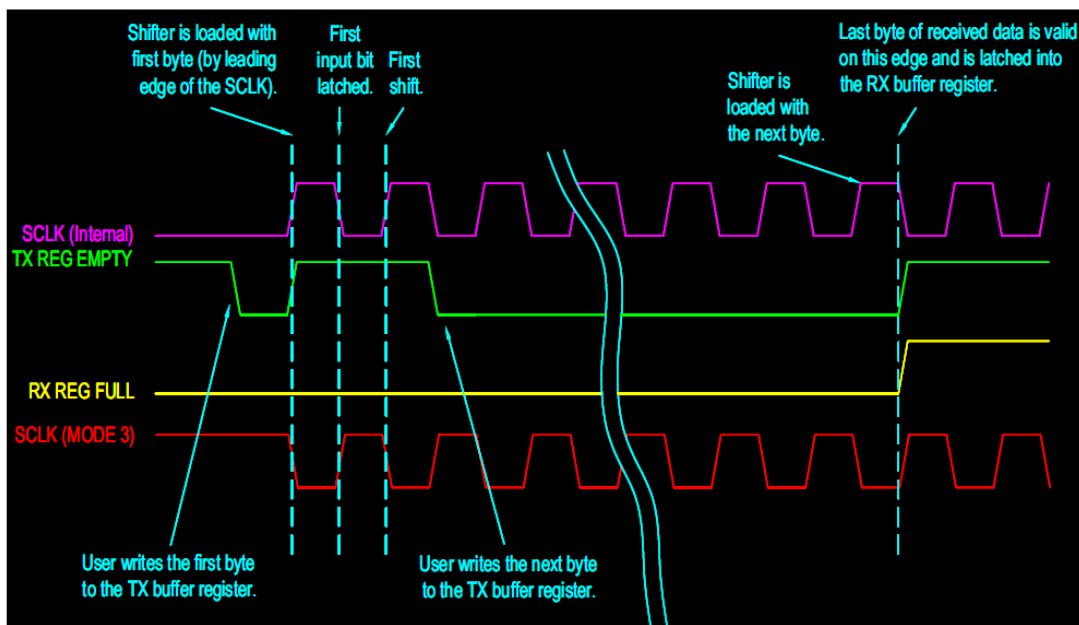 Shifter is loaded with
first byte (by leading
edge of the SCLK).
First
input bit
latched.
First
shift.
Shifter is
loaded with
the next byte.
Last byte of received data is valid
on this edge and is latched into
the RX buffer register.
SCLK (Internal)
TX REG EMPTY
RX REG FULL
SCLK (MODE 3)
User writes the first byte
to the TX buffer register.
User writes the next byte
to the TX buffer register.